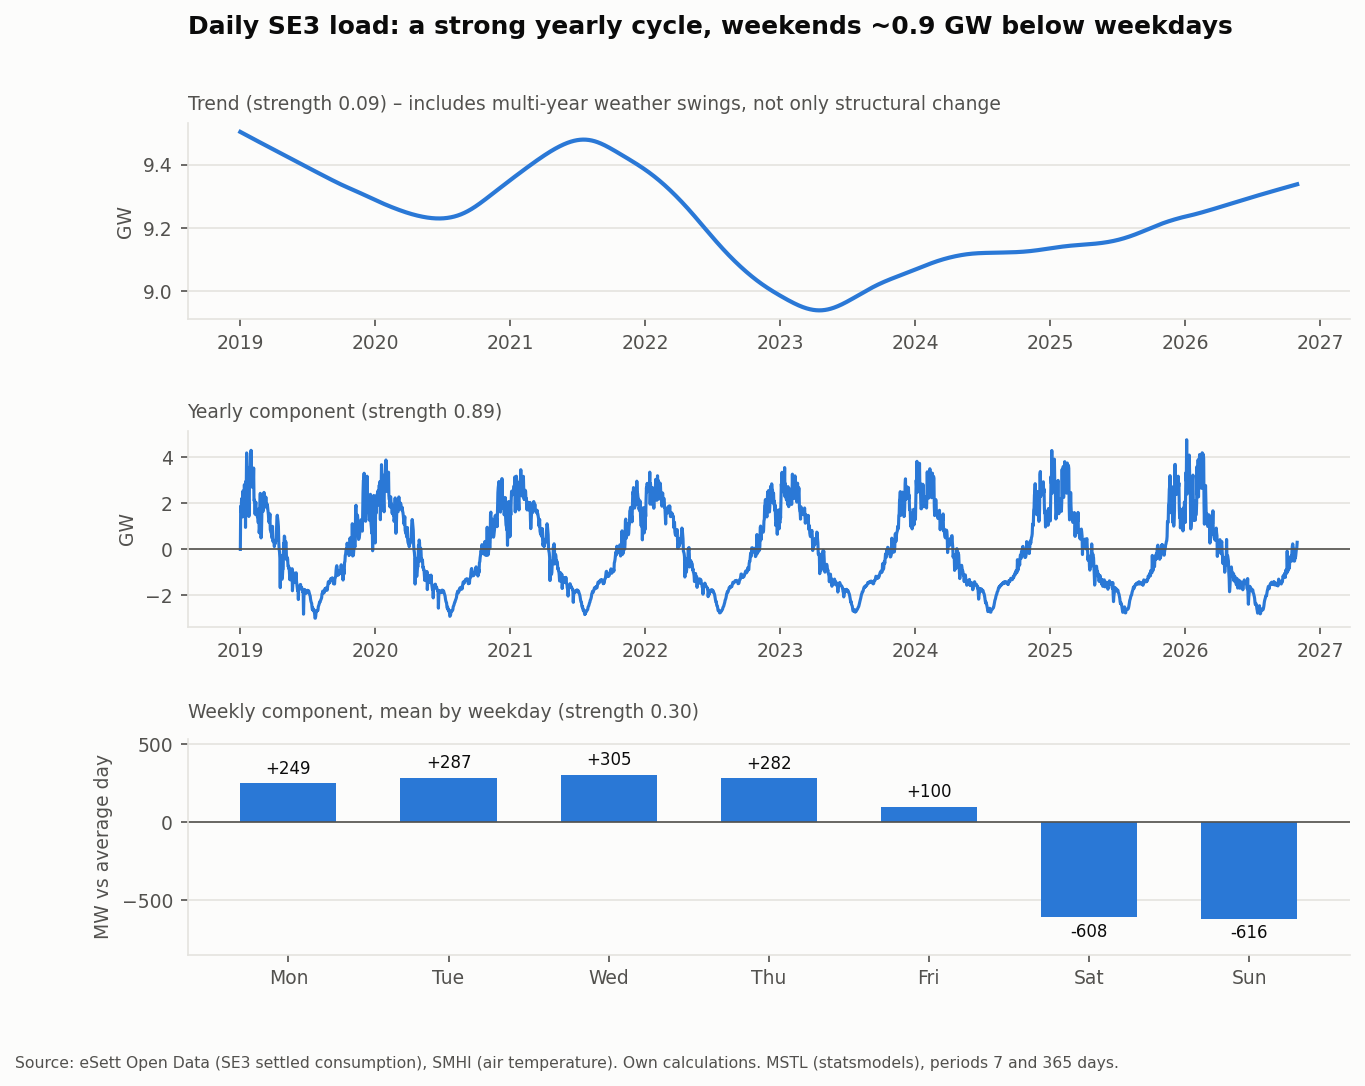 Daily SE3 load: a strong yearly cycle, weekends ~0.9 GW below weekdays
Trend (strength 0.09) – includes multi-year weather swings, not only structural change
GW
9.4
9.2
9.0
2019 2020 2021 2022 2023 2024 2025 2026 2027
Yearly component (strength 0.89)
GW
4
2
0
−2
2019 2020 2021 2022 2023 2024 2025 2026 2027
Weekly component, mean by weekday (strength 0.30)
MW vs average day
500
0
−500
+249 +287 +305 +282 +100 -608 -616
Mon Tue Wed Thu Fri Sat Sun
Source: eSett Open Data (SE3 settled consumption), SMHI (air temperature). Own calculations. MSTL (statsmodels), periods 7 and 365 days.